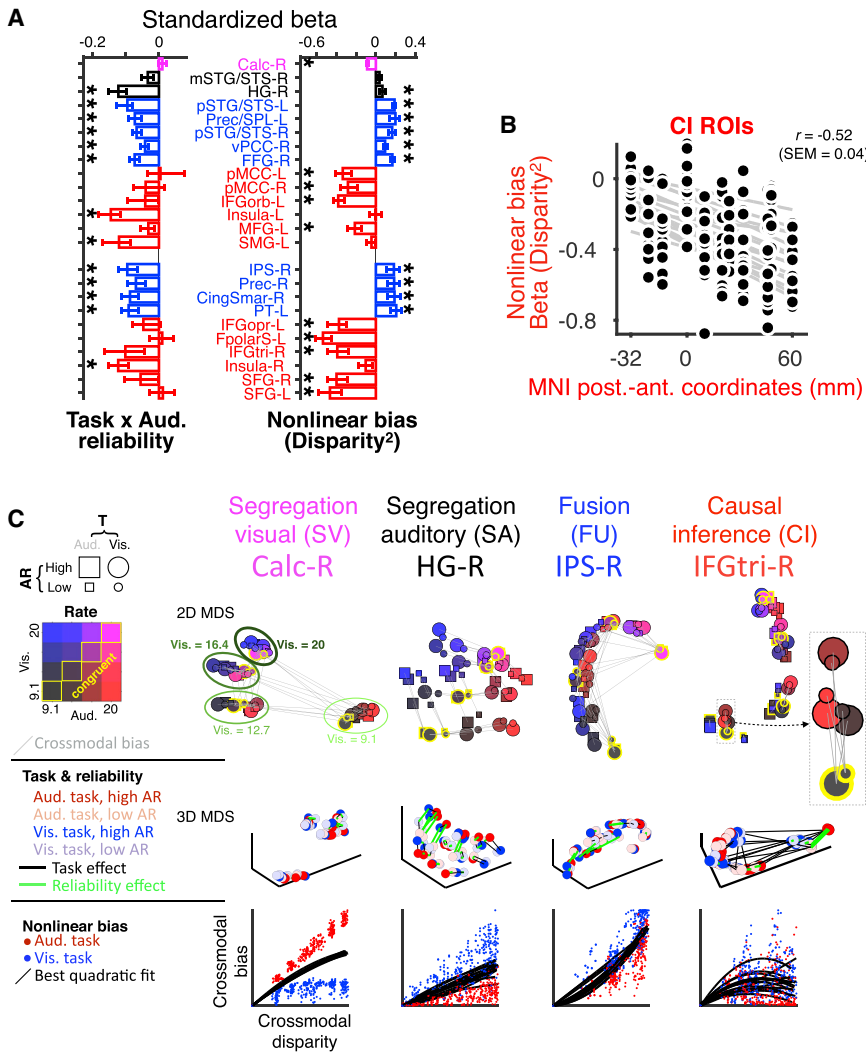 A
Standardized beta
-0.2
0
-0.6
0
0.4
Calc-R
mSTG/STS-R
HG-R
pSTG/STS-L
Prec/SPL-L
pSTG/STS-R
vPCC-R
FFG-R
pMCC-L
pMCC-R
IFGorb-L
Insula-L
MFG-L
SMG-L
IPS-R
Prec-R
CingSmar-R
PT-L
IFGopr-L
FpolarS-L
IFGtri-R
Insula-R
SFG-R
SFG-L
Task x Aud.
reliability
Nonlinear bias
(Disparity²)
B
CI ROIs
r = -0.52
(SEM = 0.04)
Nonlinear bias
Beta (Disparity²)
0
-0.4
-0.8
-32
0
60
MNI post.-ant. coordinates (mm)
C
T
Aud.
Vis.
AR
High
Low
Rate
20
Vis.
9.1
congruent
9.1
20
Aud.
Crossmodal bias
Task & reliability
Aud. task, high AR
Aud. task, low AR
Vis. task, high AR
Vis. task, low AR
Task effect
Reliability effect
Nonlinear bias
Aud. task
Vis. task
Best quadratic fit
Segregation
visual (SV)
Calc-R
Segregation
auditory (SA)
HG-R
Fusion
(FU)
IPS-R
Causal
inference (CI)
IFGtri-R
2D MDS
Vis. = 16.4
Vis. = 20
Vis. = 12.7
Vis. = 9.1
3D MDS
Crossmodal
bias
Crossmodal
disparity